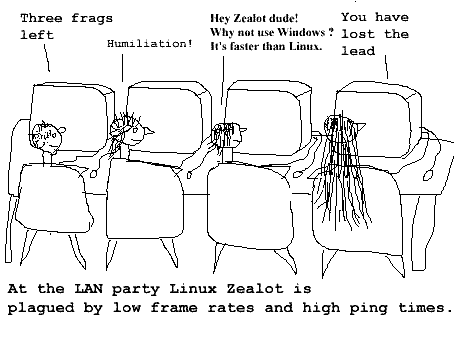 Three frags
left
Humiliation!
Hey Zealot dude!
Why not use Windows ?
It's faster than Linux.
You have
lost the
lead
At the LAN party Linux Zealot is
plagued by low frame rates and high ping times.